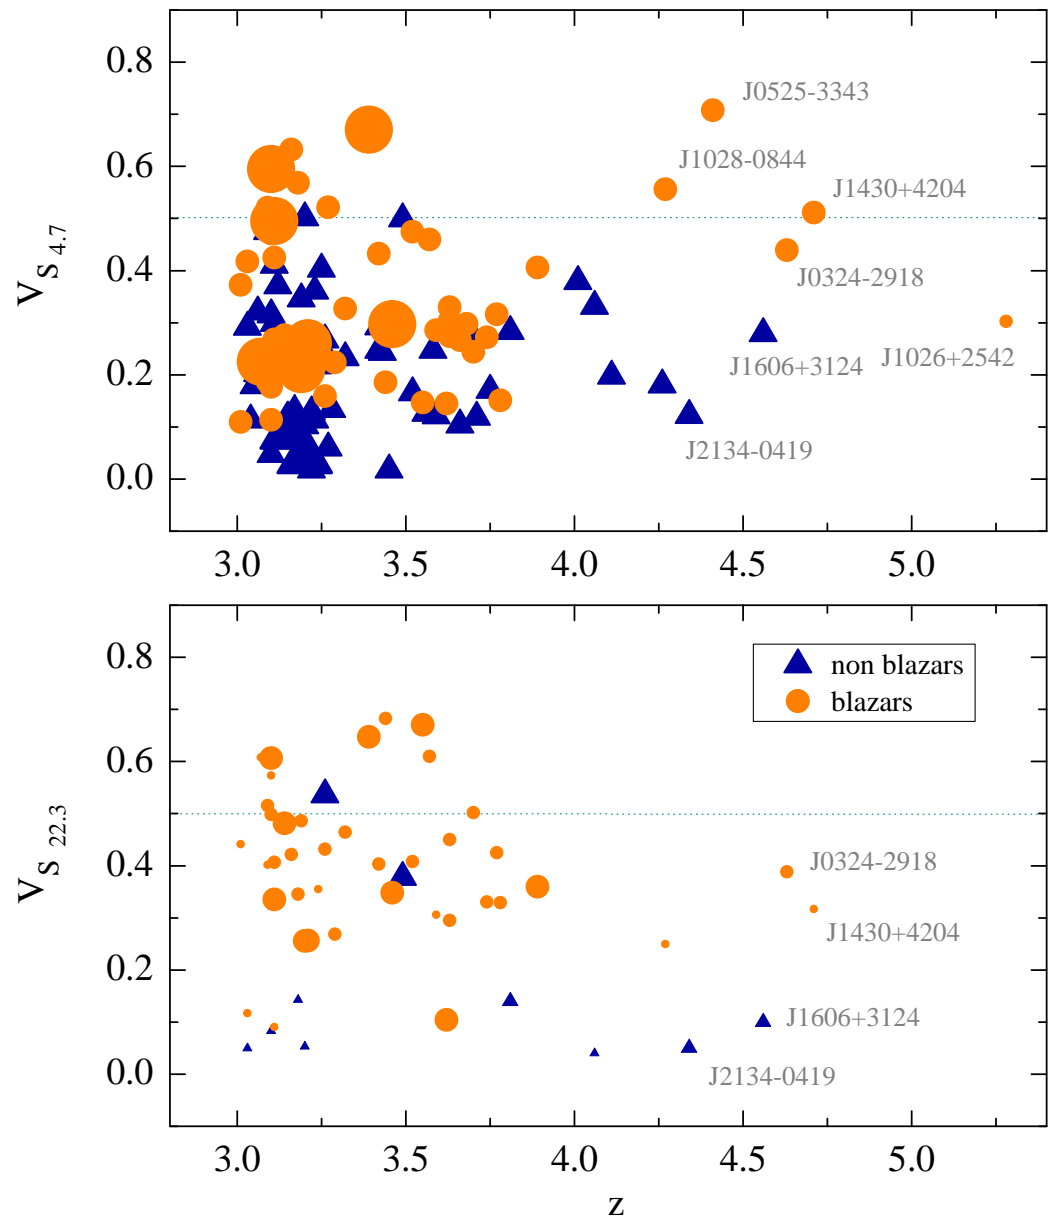 0.8
J0525-3343
J1028-0844
0.6
J1430+4204
V S 4.7
0.4
J0324-2918
J1606+3124
J1026+2542
0.2
J2134-0419
0.0
3.0 3.5 4.0 4.5 5.0
0.8
non blazars
blazars
0.6
V S 22.3
0.4
J0324-2918
J1430+4204
0.2
J1606+3124
J2134-0419
0.0
3.0 3.5 4.0 4.5 5.0
z